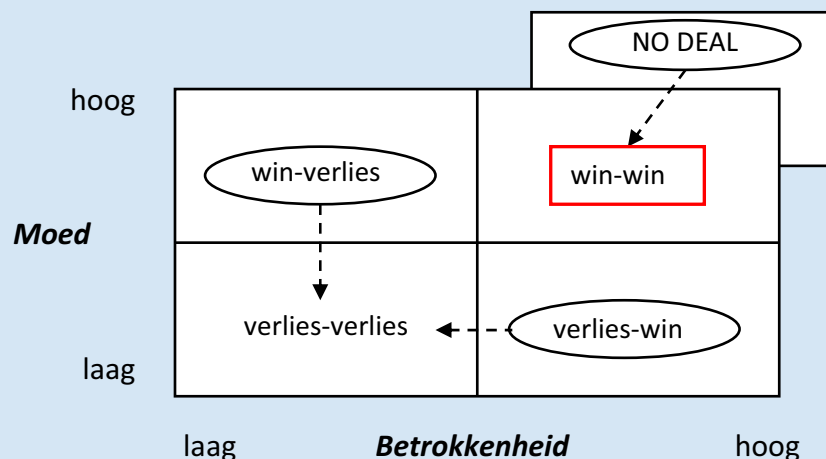 NO DEAL
hoog
win-verlies
win-win
Moed
verlies-verlies
verlies-win
laag
laag
Betrokkenheid
hoog